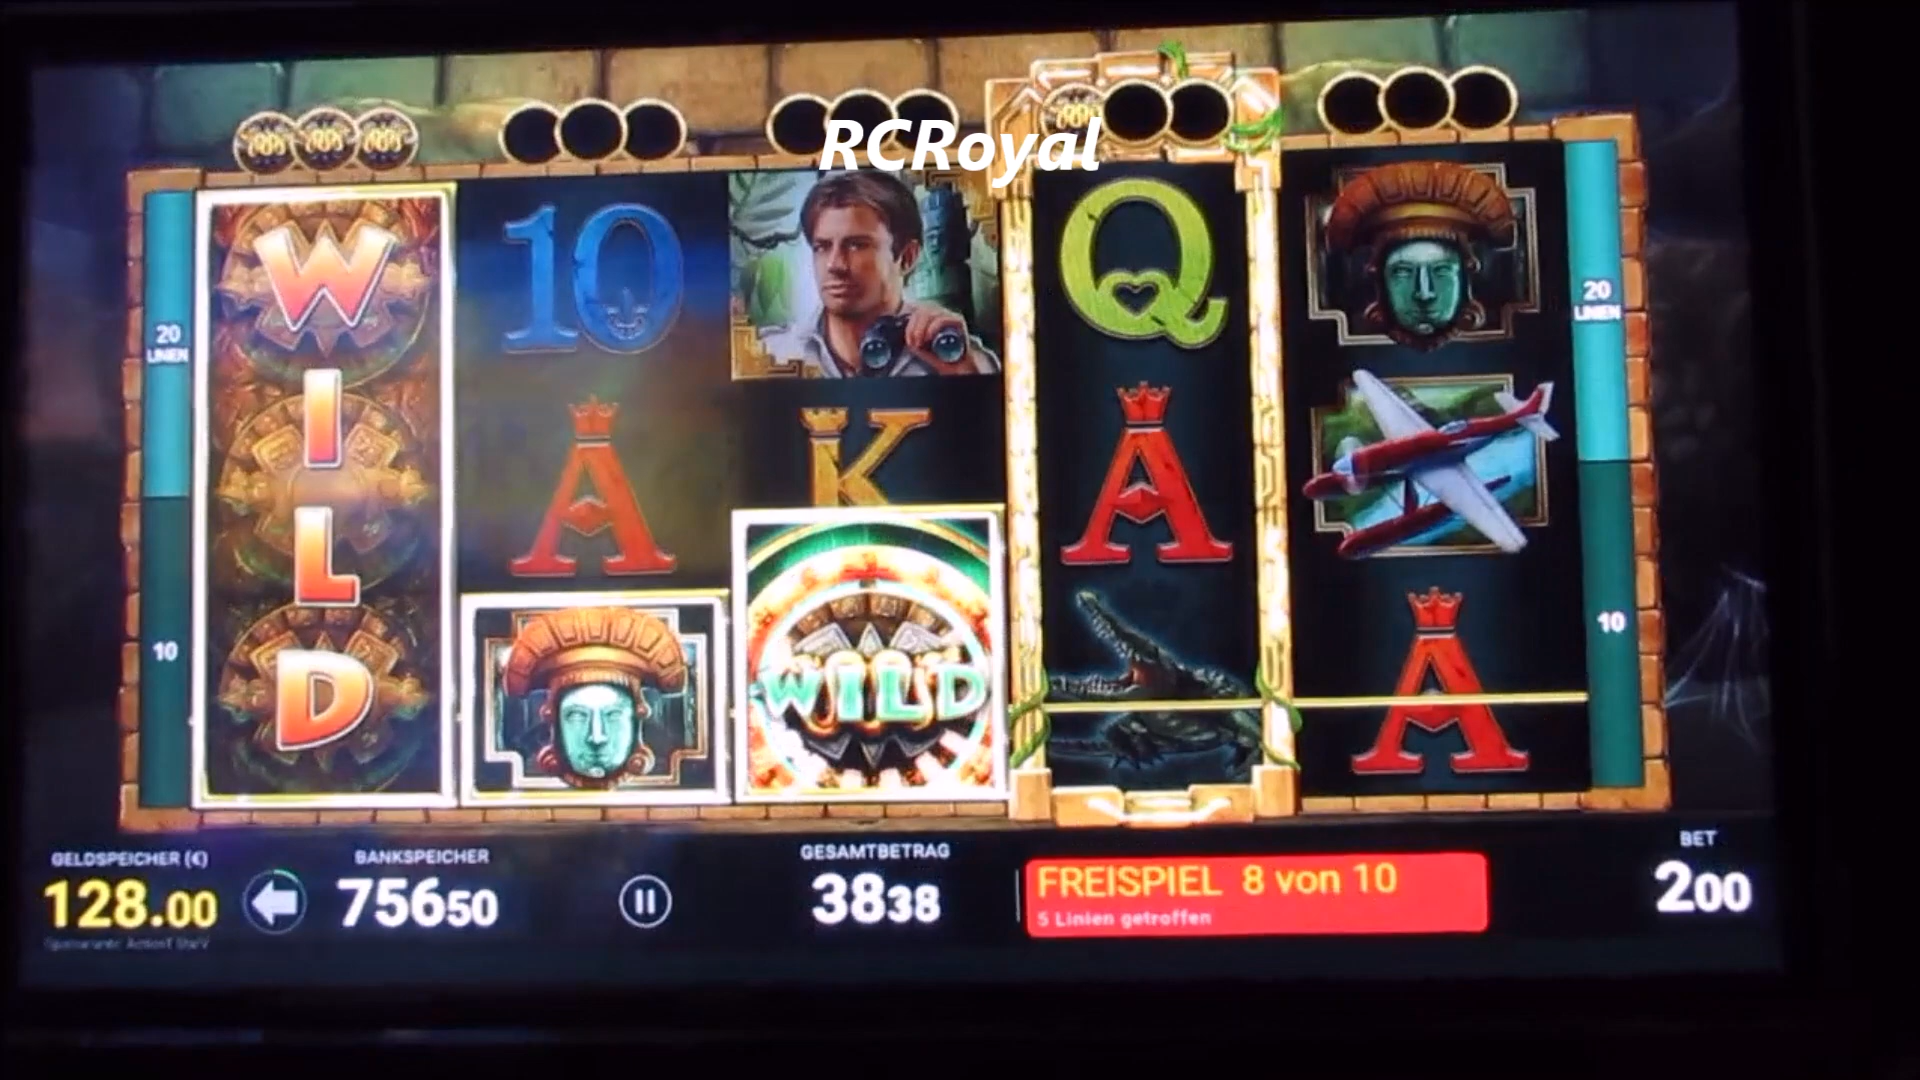 RCRoyal
W
I
L
D
10
Q
A
K
A
WILD
A
20
LINIEN
10
20
LINIEN
10
GELDSPEICHER (€)
128.00
BANKSPEICHER
75650
GESAMTBETRAG
3838
FREISPIEL 8 von 10
5 Linien getroffen
BET
200